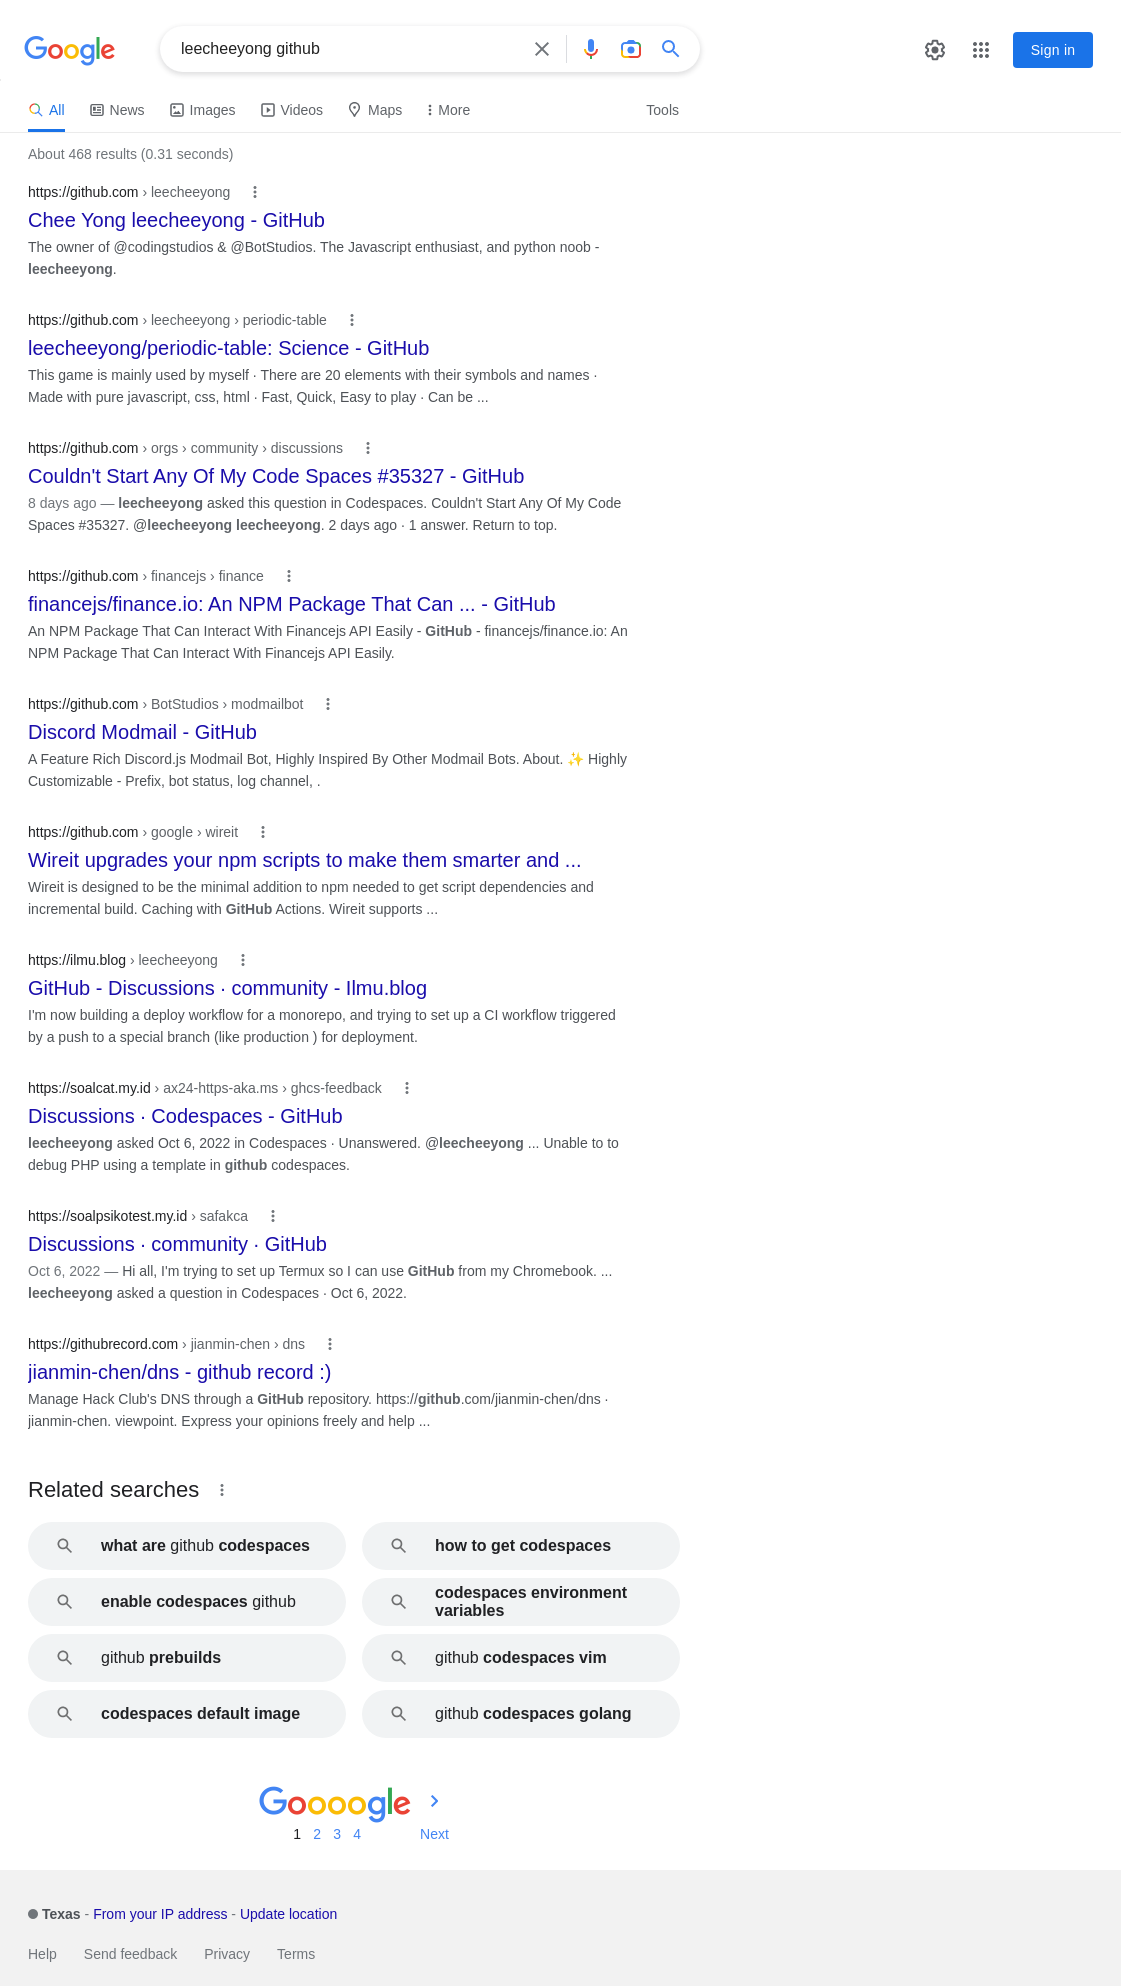 Google
leecheeyong github
Sign in
All
News
Images
Videos
Maps
More
Tools
About 468 results (0.31 seconds)
https://github.com › leecheeyong
Chee Yong leecheeyong - GitHub
The owner of @codingstudios & @BotStudios. The Javascript enthusiast, and python noob -
leecheeyong.
https://github.com › leecheeyong › periodic-table
leecheeyong/periodic-table: Science - GitHub
This game is mainly used by myself · There are 20 elements with their symbols and names ·
Made with pure javascript, css, html · Fast, Quick, Easy to play · Can be ...
https://github.com › orgs › community › discussions
Couldn't Start Any Of My Code Spaces #35327 - GitHub
8 days ago — leecheeyong asked this question in Codespaces. Couldn't Start Any Of My Code
Spaces #35327. @leecheeyong leecheeyong. 2 days ago · 1 answer. Return to top.
https://github.com › financejs › finance
financejs/finance.io: An NPM Package That Can ... - GitHub
An NPM Package That Can Interact With Financejs API Easily - GitHub - financejs/finance.io: An
NPM Package That Can Interact With Financejs API Easily.
https://github.com › BotStudios › modmailbot
Discord Modmail - GitHub
A Feature Rich Discord.js Modmail Bot, Highly Inspired By Other Modmail Bots. About. ✨ Highly
Customizable - Prefix, bot status, log channel, .
https://github.com › google › wireit
Wireit upgrades your npm scripts to make them smarter and ...
Wireit is designed to be the minimal addition to npm needed to get script dependencies and
incremental build. Caching with GitHub Actions. Wireit supports ...
https://ilmu.blog › leecheeyong
GitHub - Discussions · community - Ilmu.blog
I'm now building a deploy workflow for a monorepo, and trying to set up a CI workflow triggered
by a push to a special branch (like production ) for deployment.
https://soalcat.my.id › ax24-https-aka.ms › ghcs-feedback
Discussions · Codespaces - GitHub
leecheeyong asked Oct 6, 2022 in Codespaces · Unanswered. @leecheeyong ... Unable to to
debug PHP using a template in github codespaces.
https://soalpsikotest.my.id › safakca
Discussions · community · GitHub
Oct 6, 2022 — Hi all, I'm trying to set up Termux so I can use GitHub from my Chromebook. ...
leecheeyong asked a question in Codespaces · Oct 6, 2022.
https://githubrecord.com › jianmin-chen › dns
jianmin-chen/dns - github record :)
Manage Hack Club's DNS through a GitHub repository. https://github.com/jianmin-chen/dns ·
jianmin-chen. viewpoint. Express your opinions freely and help ...
Related searches
what are github codespaces
how to get codespaces
enable codespaces github
codespaces environment
variables
github prebuilds
github codespaces vim
codespaces default image
github codespaces golang
Goooogle
1 2 3 4 Next
Texas - From your IP address - Update location
Help Send feedback Privacy Terms